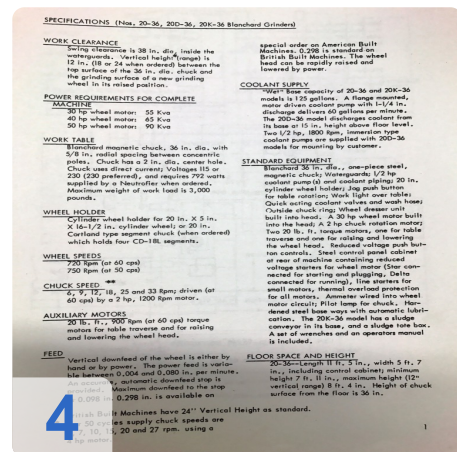 SPECIFICATIONS (Nos, 20-36, 20D-36, 20K-36 Blanchard Grinders)
WORK CLEARANCE
Swing clearance is 38 in. dia. inside the
waterguards. Vertical height (range) is
12 in. (18 or 24 when ordered) between the
top surface of the 36 in. dia. chuck and
the grinding surface of a new grinding
wheel in its raised position.
POWER REQUIREMENTS FOR COMPLETE
MACHINE
30 hp wheel motor: 55 Kva
40 hp wheel motor: 65 Kva
50 hp wheel motor: 90 Kva
WORK TABLE
Blanchard magnetic chuck, 36 in. dia. with
5/8 in. radial spacing between concentric
poles. Chuck has a 2 in. dia. center hole.
Chuck uses direct current; Voltages 115 or
230 (230 preferred), and requires 792 watts
supplied by a Neutrofier when ordered.
Maximum weight of work load is 3,000
pounds.
WHEEL HOLDER
Cylinder wheel holder for 20 in. X 5 in.
X 16-1/2 in. cylinder wheel; or 20 in.
Cortland type segment chuck (when ordered)
which holds four CD-18L segments.
WHEEL SPEEDS
720 Rpm (at 60 cps)
750 Rpm (at 50 cps)
CHUCK SPEED **
6, 9, 12, 18, 25 and 33 Rpm; driven (at
60 cps) by a 2 hp, 1200 Rpm motor.
AUXILIARY MOTORS
20 lb. ft., 900 Rpm (at 60 cps) torque
motors for table traverse and for raising
and lowering the wheel head.
FEED
Vertical downfeed of the wheel is either by
hand or by power. The power feed is varia-
ble between 0.004 and 0.080 in. per minute.
An accurate, automatic downfeed stop is
provided. Maximum downfeed to the stop
0.098 in. 0.298 in. is available on
special order on American Built
Machines. 0.298 is standard on
British Built Machines. The wheel
head can be rapidly raised and
lowered by power.
COOLANT SUPPLY
"Wet" Base capacity of 20-36 and 20K-36
models is 125 gallons. A flange mounted,
motor driven coolant pump with 1-1/4 in.
discharge delivers 60 gallons per minute.
The 20D-36 model discharges coolant from
its base at 15 in. height above floor level.
Two 1/2 hp, 1800 Rpm, immersion type
coolant pumps are supplied with 20D-36
models for mounting by customer.
STANDARD EQUIPMENT
Blanchard 36 in. dia., one-piece steel,
magnetic chuck; Waterguards; 1/2 hp
coolant pump(s) and coolant piping; 20 in.
cylinder wheel holder; Jog push button
for table rotation; Work light over table;
Quick acting coolant valves and wash hose;
Outside chuck ring; Wheel dresser unit
built into head. A 30 hp wheel motor built
into the head; A 2 hp chuck rotation motor;
Two 20 lb. ft. torque motors, one for table
traverse and one for raising and lowering
the wheel head. Reduced voltage push but-
ton controls. Steel control panel cabinet
at rear of machine containing reduced
voltage starters for wheel motor (Star con-
nected for starting and plugging, Delta
connected for running), line starters for
small motors, thermal overload protection
for all motors. Ammeter wired into wheel
motor circuit; Pilot lamp for chuck. Har-
dened steel base ways with automatic lubri-
cation. The 20K-36 model has a sludge
conveyor in its base, and a sludge tote box.
A set of wrenches and an operators manual
is included.
FLOOR SPACE AND HEIGHT
20-36--Length 11 ft, 5 in., width 5 ft. 7
in., including control cabinet; minimum
height 7 ft. 11 in., maximum height (12"
vertical range) 8 ft. 4 in. Height of chuck
surface from the floor is 36 in.
British Built Machines have 24" Vertical Height as standard.
50 cycles supply chuck speeds are
7, 10, 15, 20 and 27 rpm. using a
hp motor.
1
4